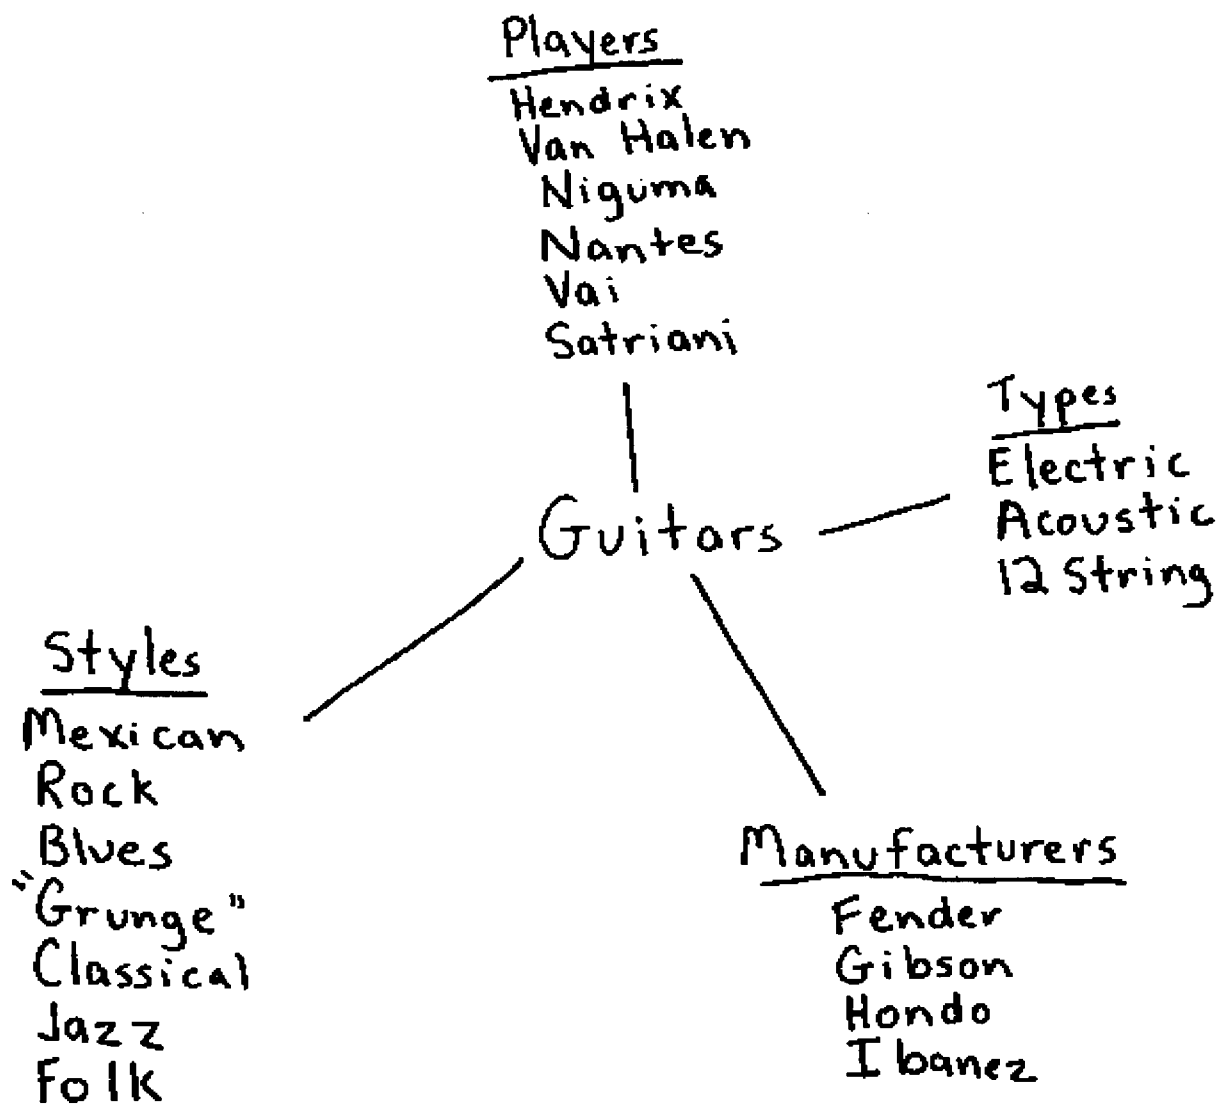 Players
Hendrix
Van Halen
Niguma
Nantes
Vai
Satriani
Types
Electric
Acoustic
12 String
Guitars
Styles
Mexican
Rock
Blues
"Grunge"
Classical
Jazz
Folk
Manufacturers
Fender
Gibson
Hondo
Ibanez